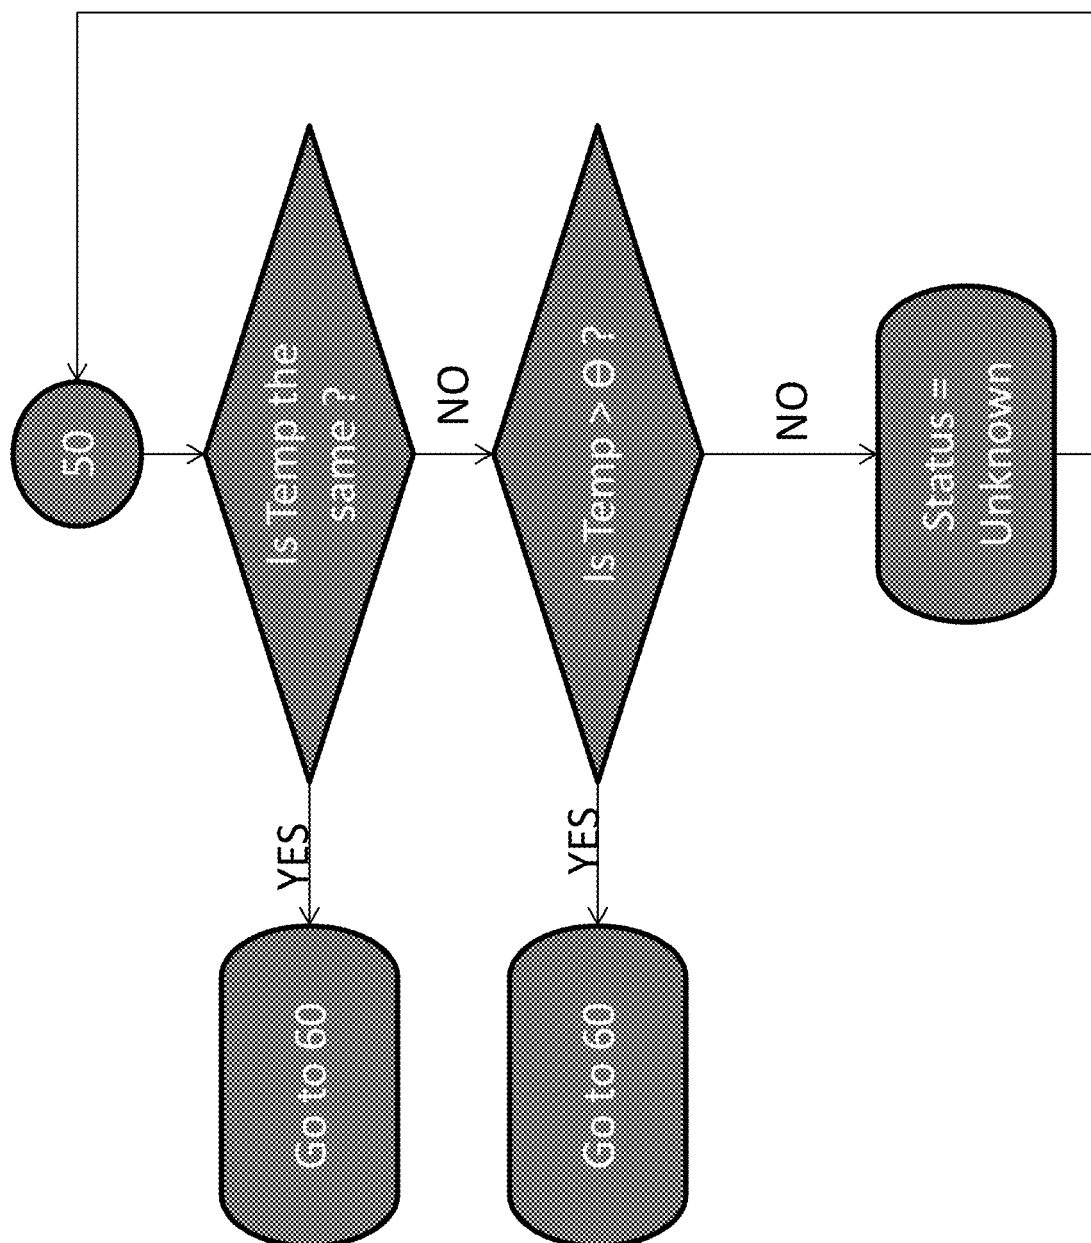 50
Is Temp the
same ?
YES
Go to 60
NO
Is Temp > Θ ?
YES
Go to 60
NO
Status =
Unknown